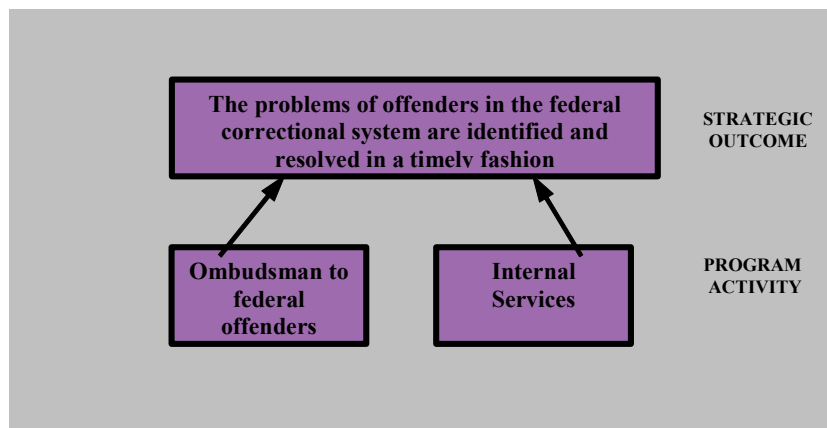 The problems of offenders in the federal
correctional system are identified and
resolved in a timely fashion
STRATEGIC
OUTCOME
Ombudsman to
federal
offenders
Internal
Services
PROGRAM
ACTIVITY